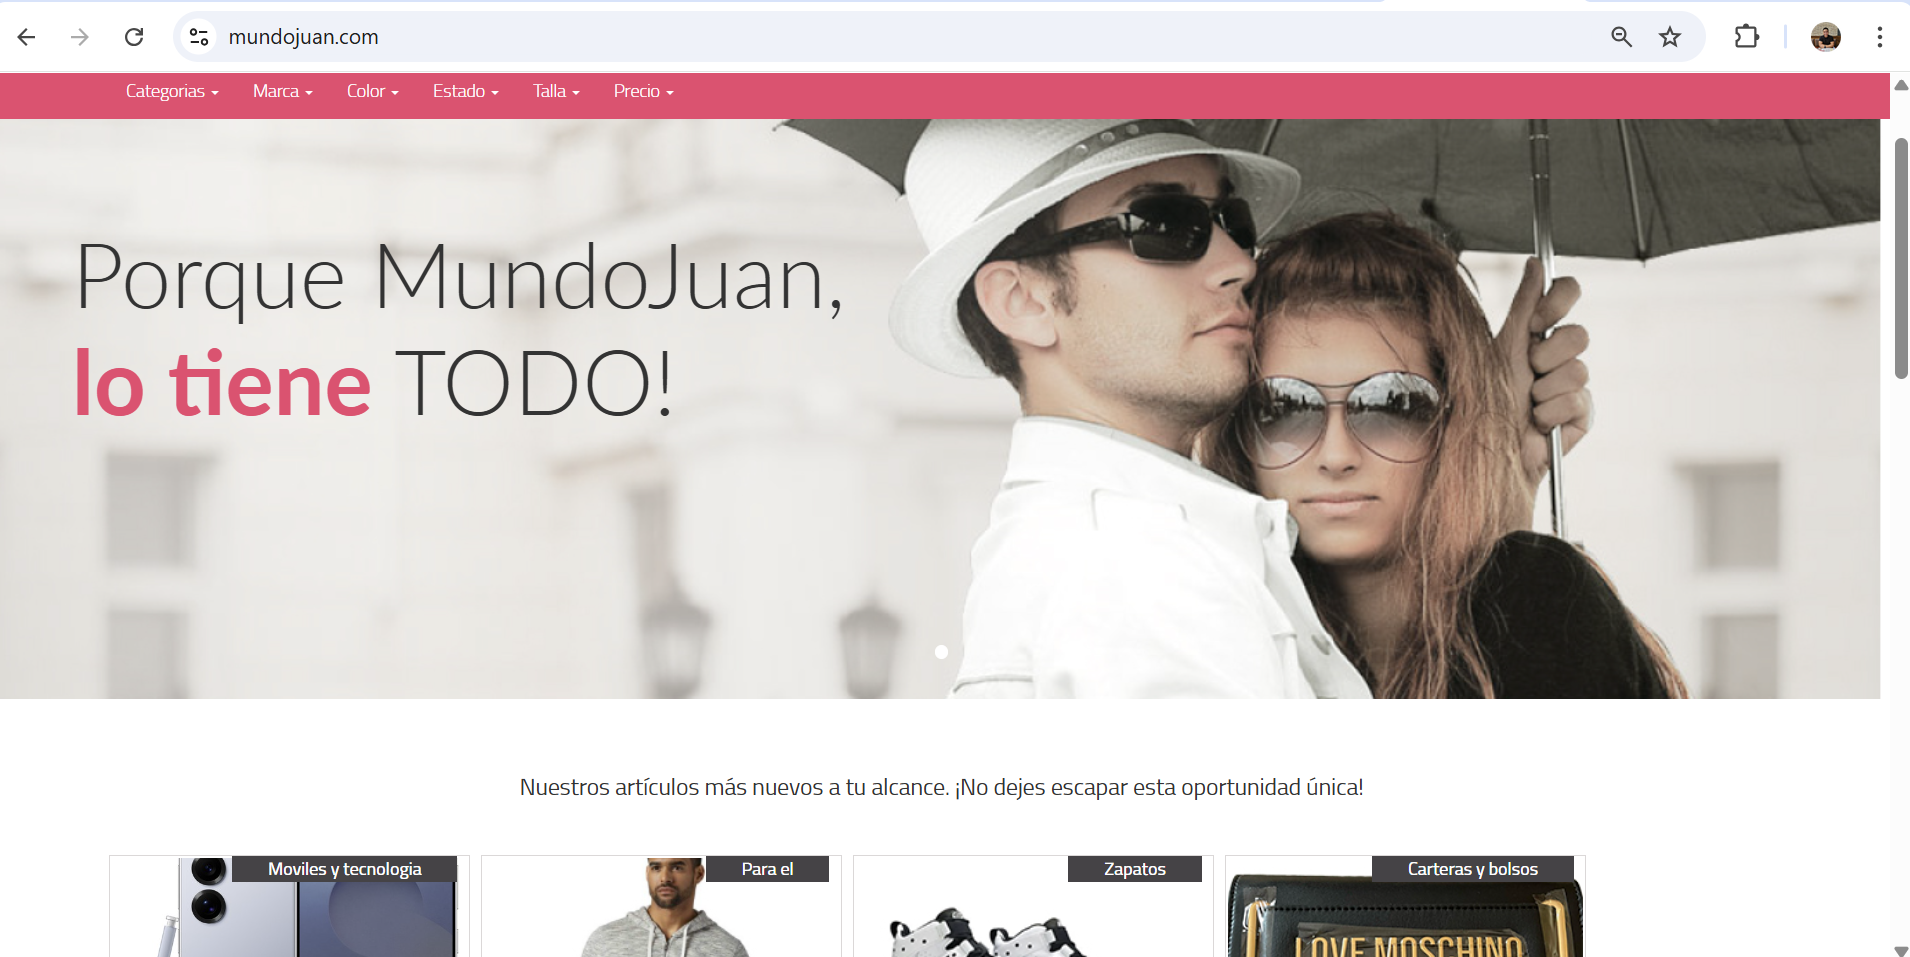 mundojuan.com
Categorias Marca Color Estado Talla Precio
Porque MundoJuan,
lo tiene TODO!
Nuestros artículos más nuevos a tu alcance. ¡No dejes escapar esta oportunidad única!
Moviles y tecnologia
Para el
Zapatos
Carteras y bolsos
LOVE MOSCHINO